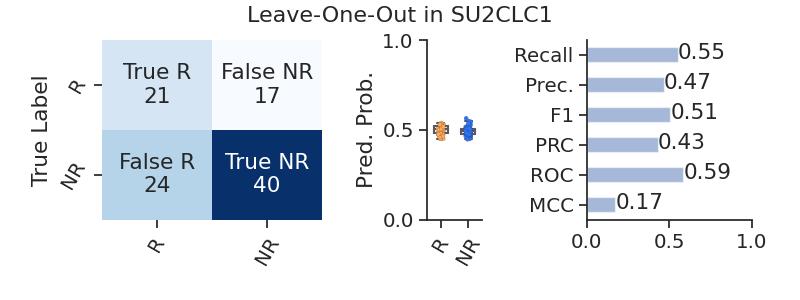 Leave-One-Out in SU2CLC1
True Label
R
NR
True R
21
False NR
17
False R
24
True NR
40
R
NR
Pred. Prob.
1.0
0.5
0.0
R
NR
Recall
0.55
Prec.
0.47
F1
0.51
PRC
0.43
ROC
0.59
MCC
0.17
0.0
0.5
1.0